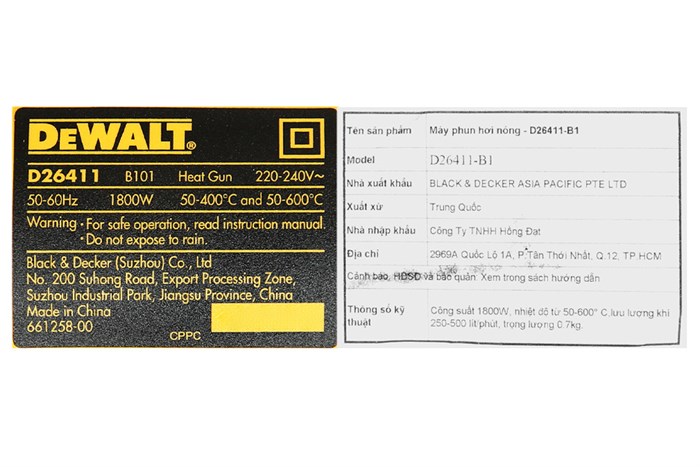 DEWALT®
D26411 B101 Heat Gun 220-240V~
50-60Hz 1800W 50-400°C and 50-600°C
Warning · For safe operation, read instruction manual.
· Do not expose to rain.
Black & Decker (Suzhou) Co., Ltd
No. 200 Suhong Road, Export Processing Zone,
Suzhou Industrial Park, Jiangsu Province, China
Made in China
661258-00
CPPC
Tên sản phẩm Máy phun hơi nóng - D26411-B1
Model D26411-B1
Nhà xuất khẩu BLACK & DECKER ASIA PACIFIC PTE LTD
Xuất xứ Trung Quốc
Nhà nhập khẩu Công Ty TNHH Hồng Đạt
Địa chỉ 2969A Quốc Lộ 1A, P.Tân Thới Nhất, Q.12, TP.HCM
Cảnh báo, HDSD và bảo quản: Xem trong sách hướng dẫn
Thông số kỹ thuật Công suất 1800W, nhiệt độ từ 50-600° C,lưu lượng khí
250-500 lít/phút, trọng lượng 0.7kg.